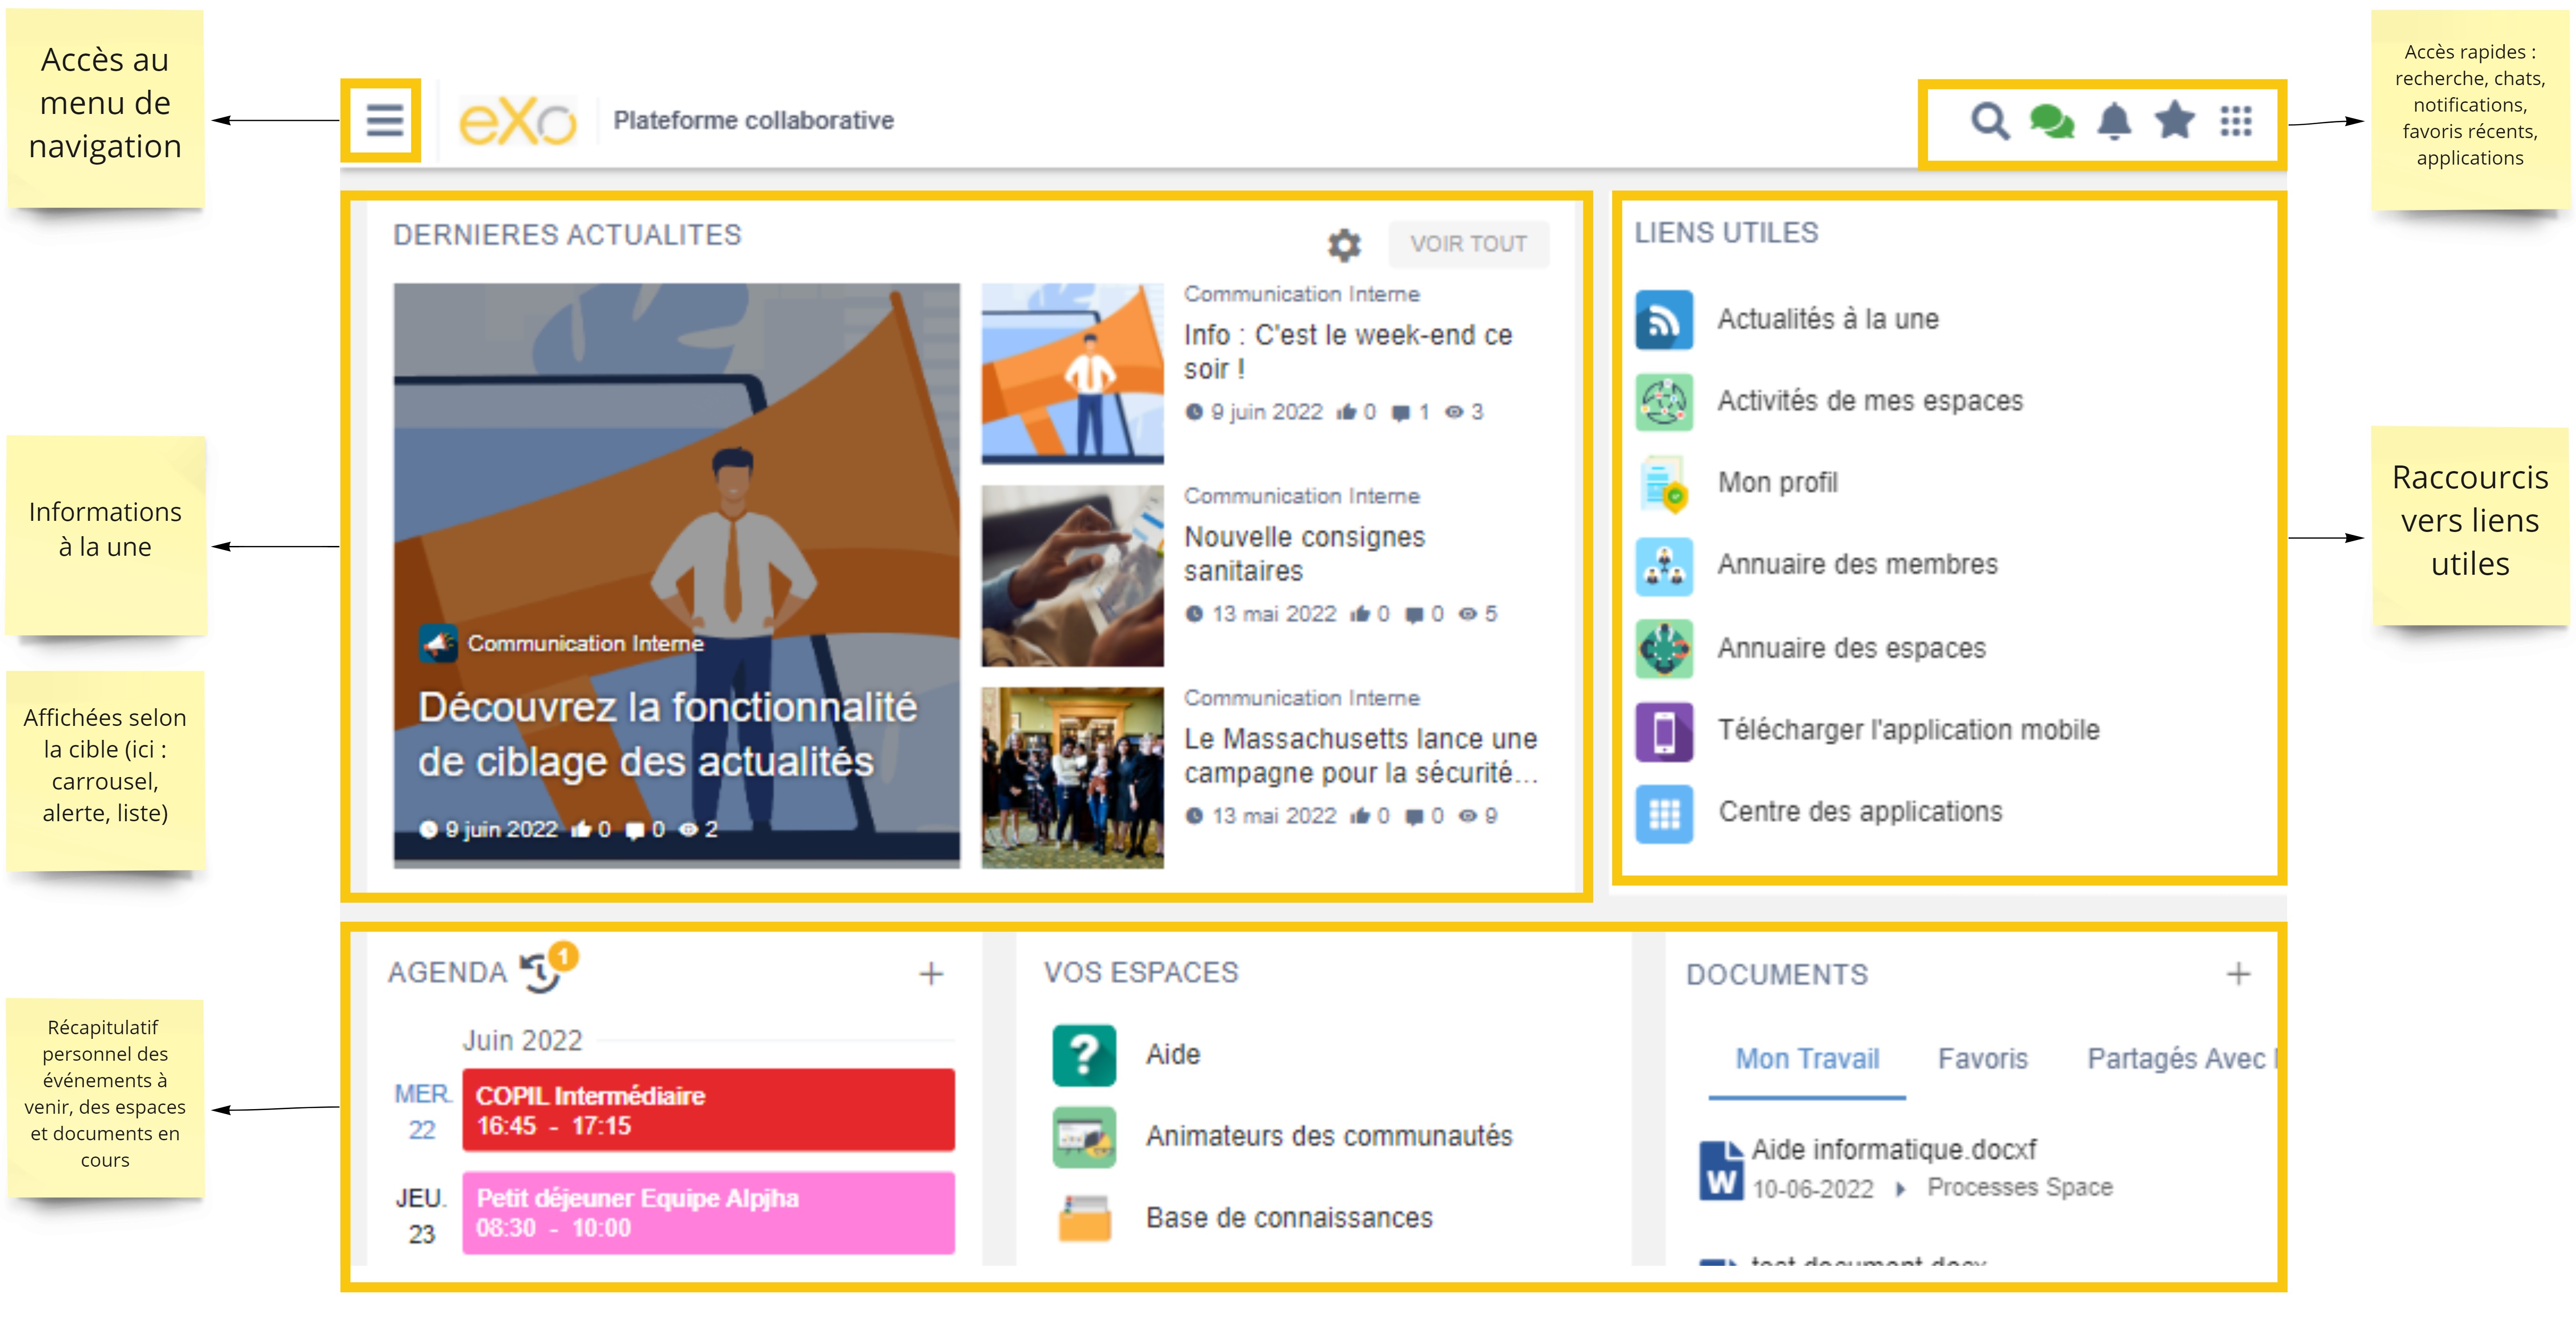 Accès au
menu de
navigation
eXo
Plateforme collaborative
Accès rapides :
recherche, chats,
notifications,
favoris récents,
applications
DERNIERES ACTUALITES
VOIR TOUT
Communication Interne
Découvrez la fonctionnalité
de ciblage des actualités
9 juin 2022 0 0 2
Communication Interne
Info : C'est le week-end ce
soir !
9 juin 2022 0 1 3
Communication Interne
Nouvelle consignes
sanitaires
13 mai 2022 0 0 5
Communication Interne
Le Massachusetts lance une
campagne pour la sécurité...
13 mai 2022 0 0 9
LIENS UTILES
Actualités à la une
Activités de mes espaces
Mon profil
Annuaire des membres
Annuaire des espaces
Télécharger l'application mobile
Centre des applications
Informations
à la une
Affichées selon
la cible (ici :
carrousel,
alerte, liste)
Raccourcis
vers liens
utiles
Récapitulatif
personnel des
événements à
venir, des espaces
et documents en
cours
AGENDA 1
Juin 2022
MER.
22
COPIL Intermédiaire
16:45 - 17:15
JEU.
23
Petit déjeuner Equipe Alpjha
08:30 - 10:00
VOS ESPACES
Aide
Animateurs des communautés
Base de connaissances
DOCUMENTS
Mon Travail Favoris Partagés Avec
W
Aide informatique.docxf
10-06-2022 Processes Space
test document.docx